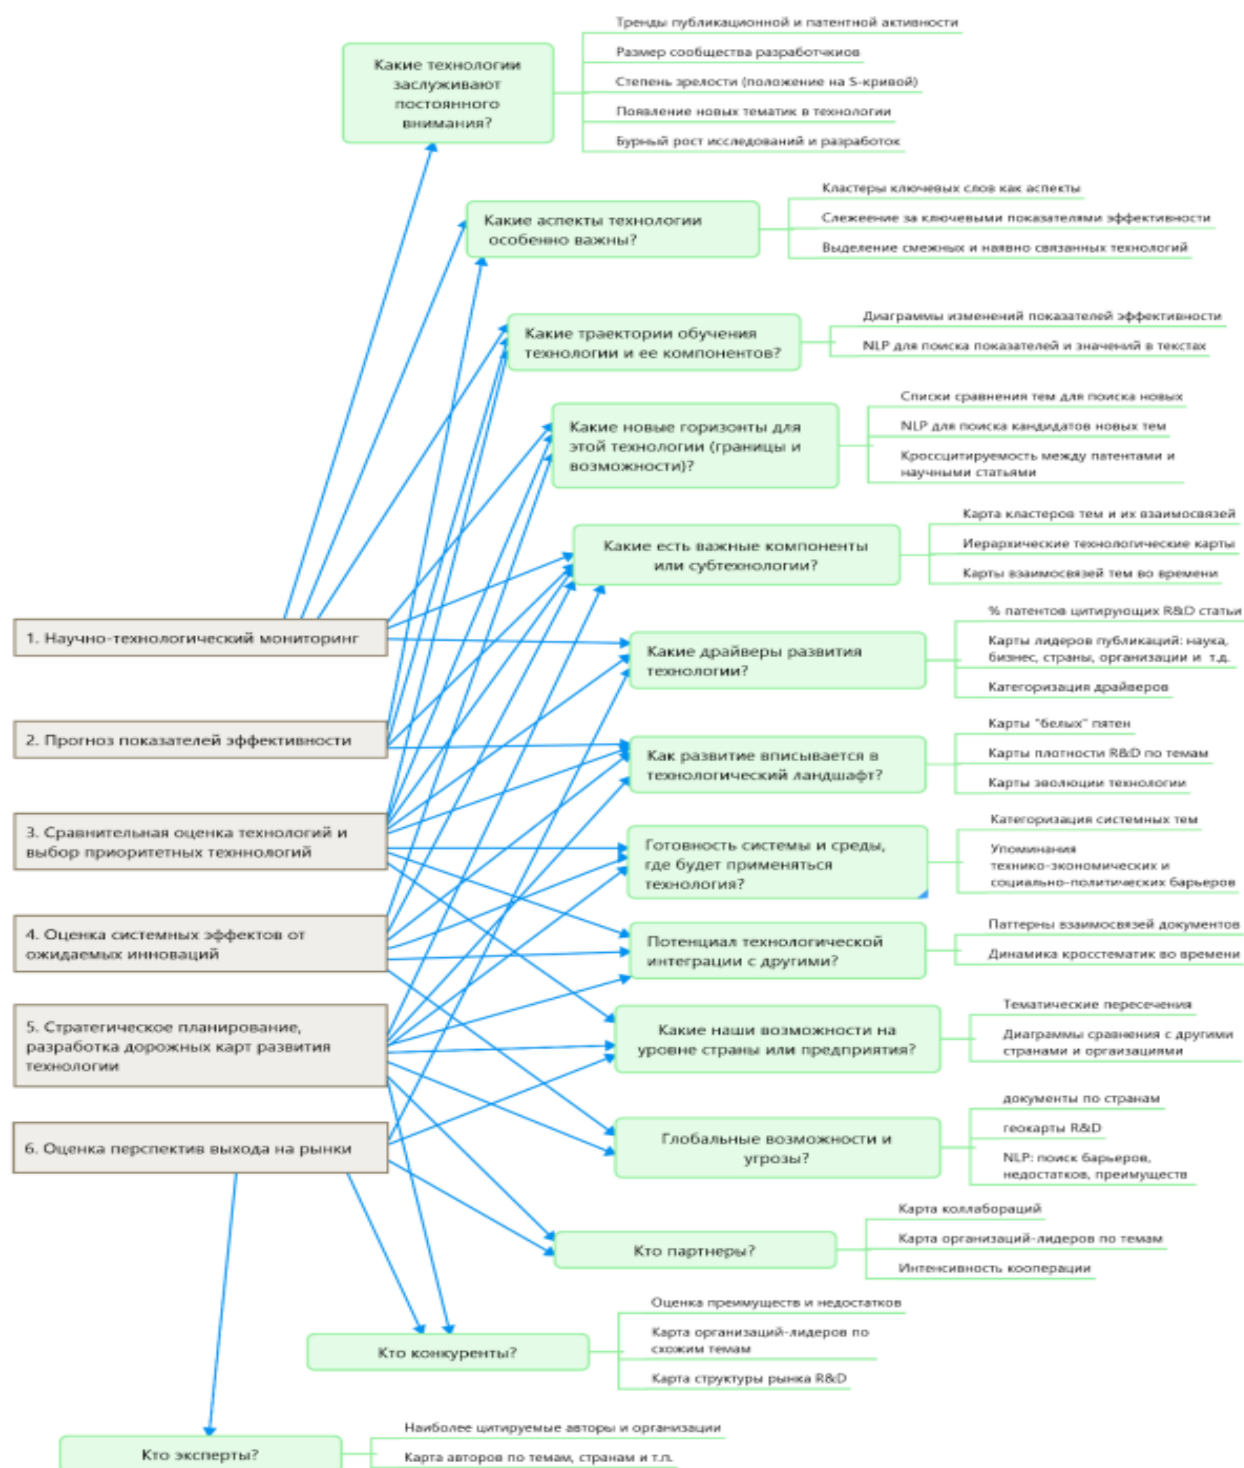 Какие технологии
заслуживают
постоянного
внимания?
Тренды публикационной и патентной активности
Размер сообщества разработчкиов
Степень зрелости (положение на S-кривой)
Появление новых тематик в технологии
Бурный рост исследований и разработок
Какие аспекты технологии
особенно важны?
Кластеры ключевых слов как аспекты
Слежеение за ключевыми показателями эффективности
Выделение смежных и наявно связанных технологий
Какие траектории обучения
технологии и ее компонентов?
Диаграммы изменений показателей эффективности
NLP для поиска показателей и значений в текстах
Какие новые горизонты для
этой технологии (границы и
возможности)?
Списки сравнения тем для поиска новых
NLP для поиска кандидатов новых тем
Кроссцитируемость между патентами и
научными статьями
Какие есть важные компоненты
или субтехнологии?
Карта кластеров тем и их взаимосвязей
Иерархические технологические карты
Карты взаимосвязей тем во времени
1. Научно-технологический мониторинг
2. Прогноз показателей эффективности
3. Сравнительная оценка технологий и
выбор приоритетных техннологий
4. Оценка системных эффектов от
ожидаемых инноваций
5. Стратегическое планирование,
разработка дорожных карт развития
технологии
6. Оценка перспектив выхода на рынки
Какие драйверы развития
технологии?
% патентов цитирующих R&D статьи
Карты лидеров публикаций: наука,
бизнес, страны, организации и т.д.
Категоризация драйверов
Как развитие вписывается в
технологический ландшафт?
Карты "белых" пятен
Карты плотности R&D по темам
Карты эволюции технологии
Готовность системы и среды,
где будет применяться
технология?
Категоризация системных тем
Упоминания
технико-экономических и
социально-политических барьеров
Потенциал технологической
интеграции с другими?
Паттерны взаимосвязей документов
Динамика кросстематик во времени
Какие наши возможности на
уровне страны или предприятия?
Тематические пересечения
Диаграммы сравнения с другими
странами и оргаизациями
Глобальные возможности и
угрозы?
документы по странам
геокарты R&D
NLP: поиск барьеров,
недостатков, преимуществ
Кто партнеры?
Карта коллабораций
Карта организаций-лидеров по темам
Интенсивность кооперации
Кто конкуренты?
Оценка преимуществ и недостатков
Карта организаций-лидеров по
схожим темам
Карта структуры рынка R&D
Кто эксперты?
Наиболее цитируемые авторы и организации
Карта авторов по темам, странам и т.п.